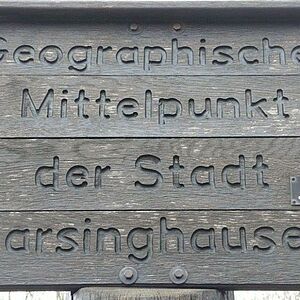 Geographische
Mittelpunkt
der Stadt
arsinghause